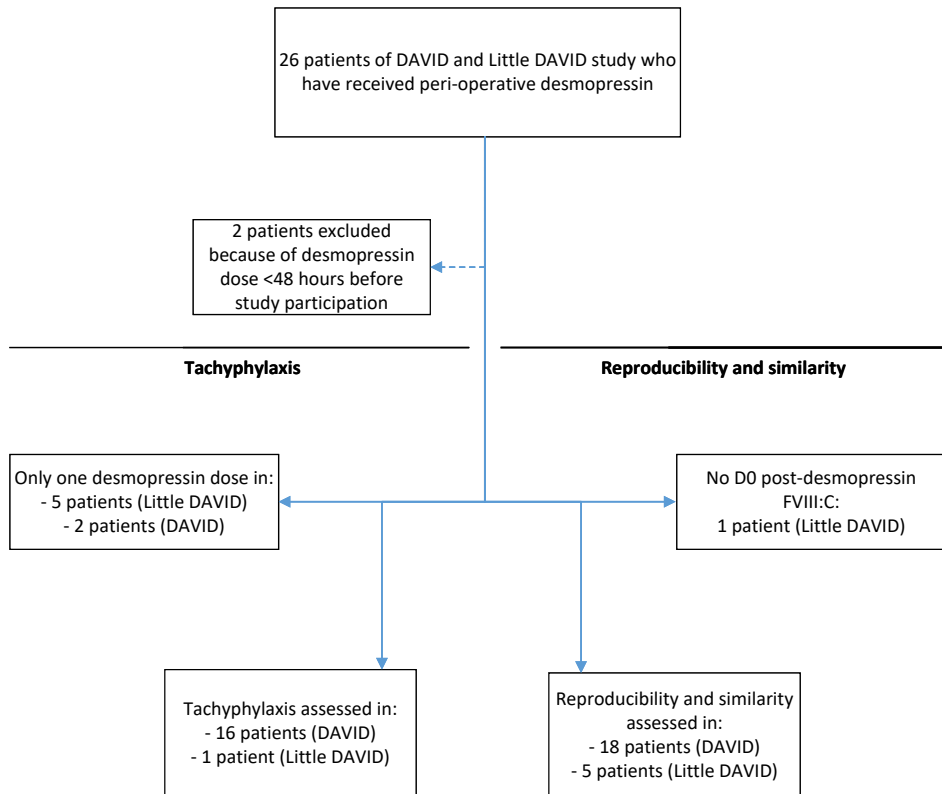 26 patients of DAVID and Little DAVID study who
have received peri-operative desmopressin
2 patients excluded
because of desmopressin
dose <48 hours before
study participation
Tachyphylaxis
Reproducibility and similarity
Only one desmopressin dose in:
- 5 patients (Little DAVID)
- 2 patients (DAVID)
No D0 post-desmopressin
FVIII:C:
1 patient (Little DAVID)
Tachyphylaxis assessed in:
- 16 patients (DAVID)
- 1 patient (Little DAVID)
Reproducibility and similarity
assessed in:
- 18 patients (DAVID)
- 5 patients (Little DAVID)